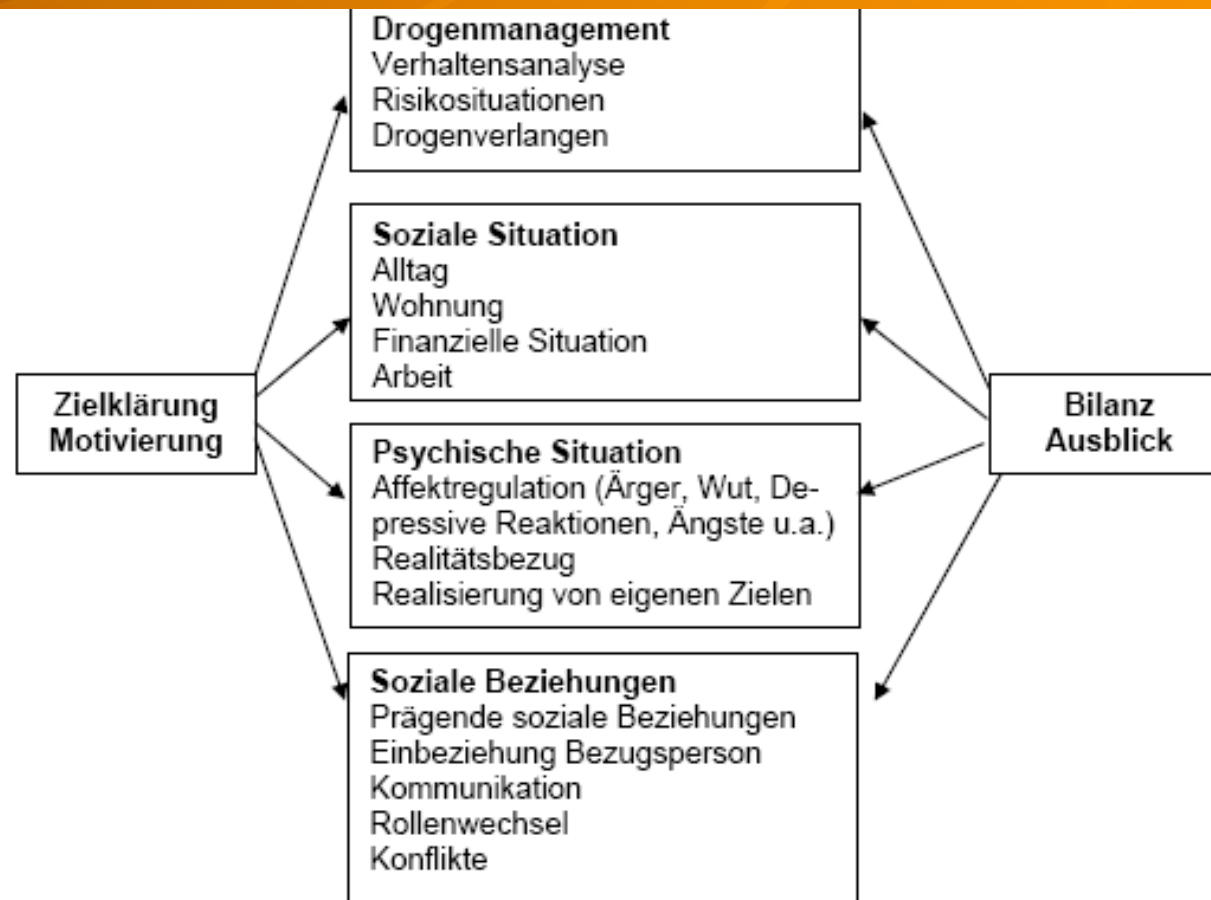 Drogenmanagement
Verhaltensanalyse
Risikosituationen
Drogenverlangen
Soziale Situation
Alltag
Wohnung
Finanzielle Situation
Arbeit
Zielklärung
Motivierung
Bilanz
Ausblick
Psychische Situation
Affektregulation (Ärger, Wut, De-
pressive Reaktionen, Ängste u.a.)
Realitätsbezug
Realisierung von eigenen Zielen
Soziale Beziehungen
Prägende soziale Beziehungen
Einbeziehung Bezugsperson
Kommunikation
Rollenwechsel
Konflikte